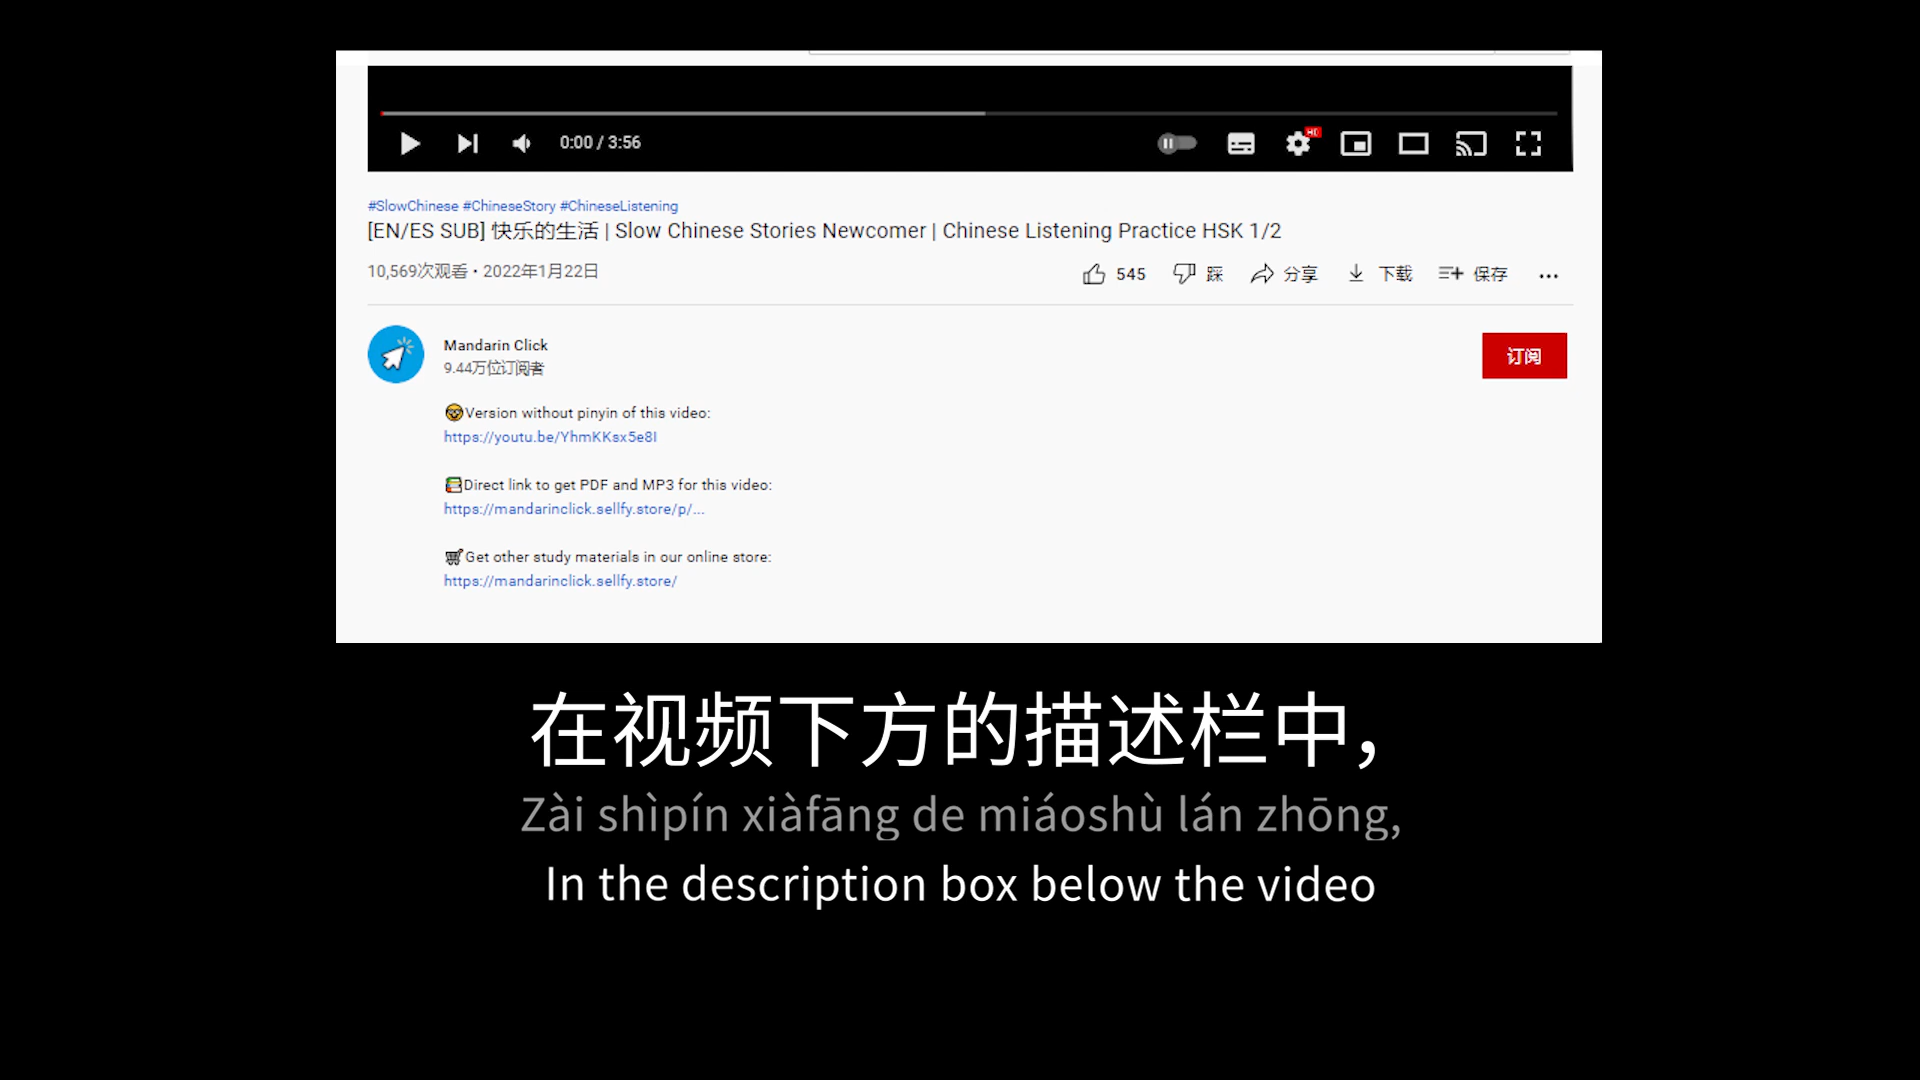 0:00 / 3:56
HD
#SlowChinese #ChineseStory #ChineseListening
[EN/ES SUB] 快乐的生活 | Slow Chinese Stories Newcomer | Chinese Listening Practice HSK 1/2
10,569次观看・2022年1月22日
545 踩 分享 下载 保存 ...
Mandarin Click
9.44万位订阅者
订阅
Version without pinyin of this video:
https://youtu.be/YhmKKsx5e8I
Direct link to get PDF and MP3 for this video:
https://mandarinclick.sellfy.store/p/...
Get other study materials in our online store:
https://mandarinclick.sellfy.store/
在视频下方的描述栏中,
Zài shìpín xiàfāng de miáoshù lán zhōng,
In the description box below the video